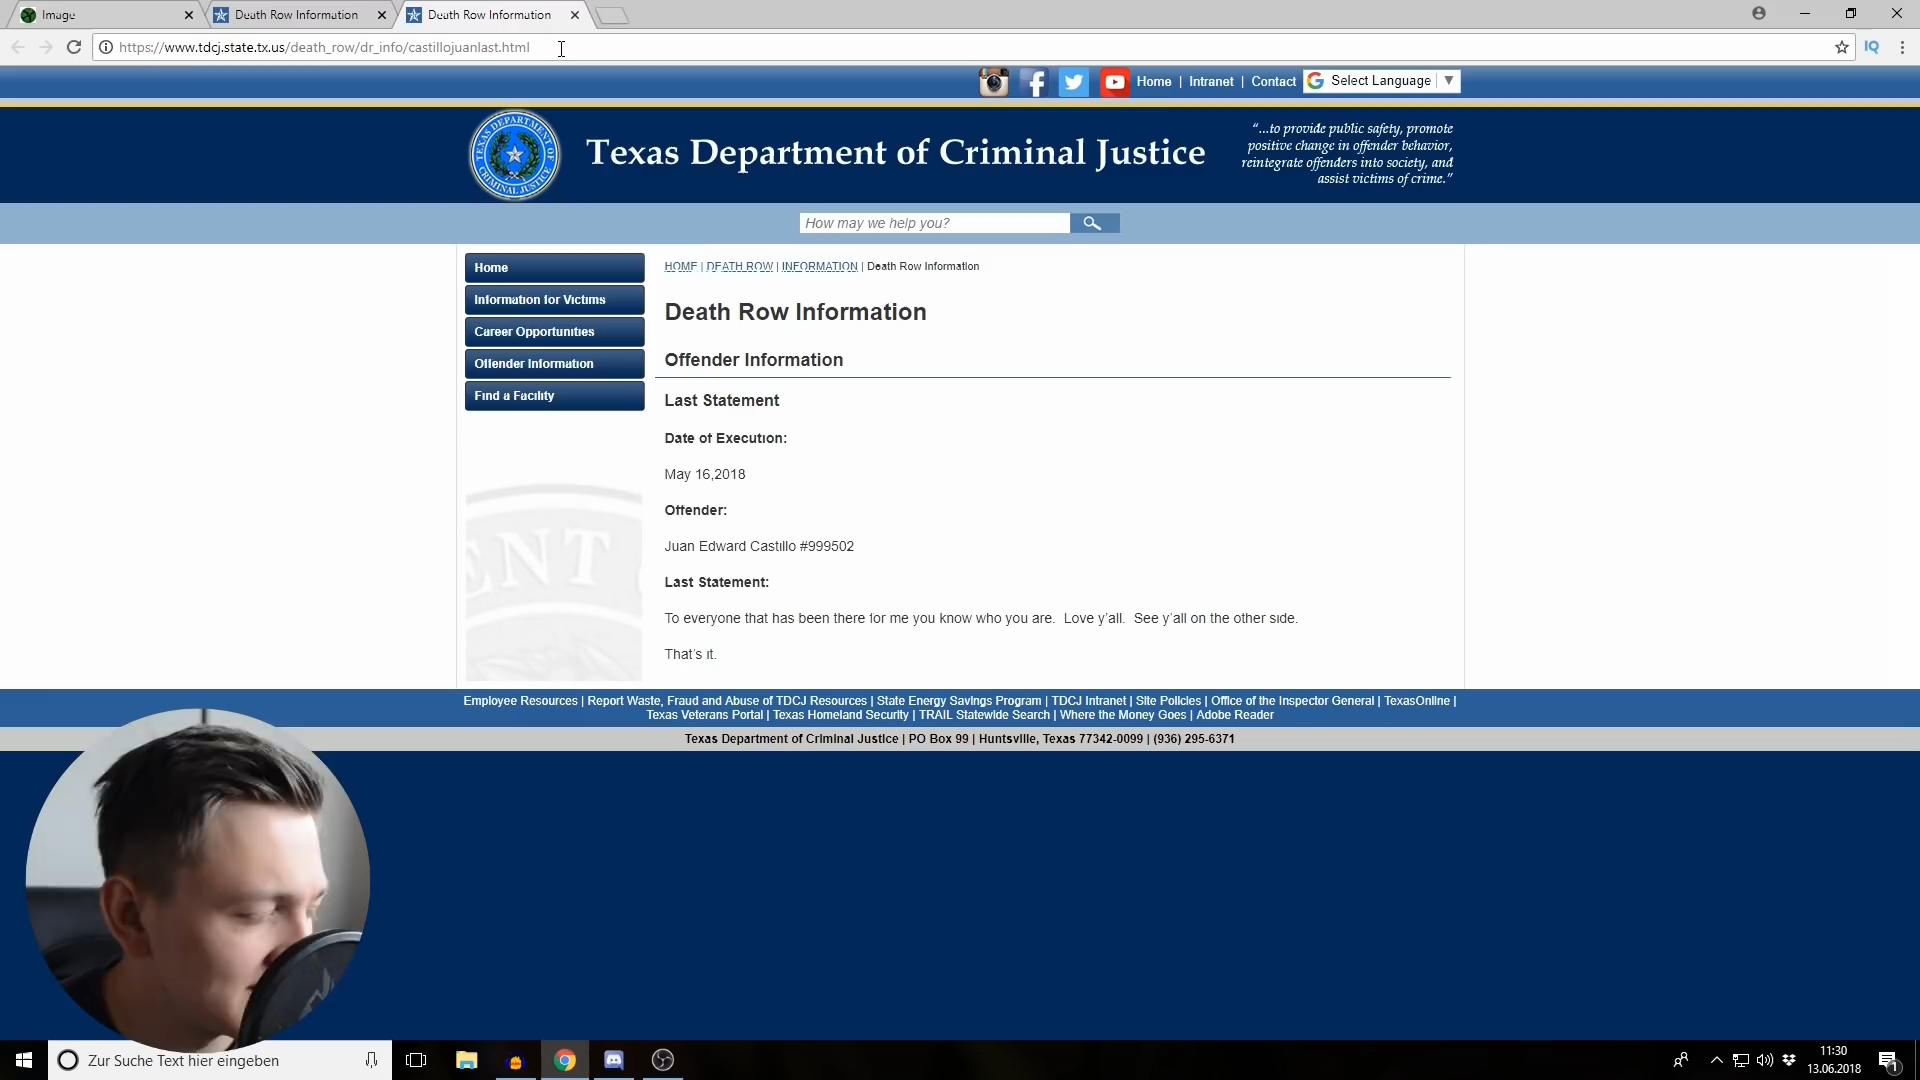 Image
Death Row Information
Death Row Information
https://www.tdcj.state.tx.us/death_row/dr_info/castillojuanlast.html
IQ
Home | Intranet | Contact
Select Language ▼
TEXAS DEPARTMENT OF CRIMINAL JUSTICE
Texas Department of Criminal Justice
"...to provide public safety, promote
positive change in offender behavior,
reintegrate offenders into society, and
assist victims of crime."
How may we help you?
Home
Information for Victims
Career Opportunities
Offender Information
Find a Facility
HOME | DEATH ROW | INFORMATION | Death Row Information
Death Row Information
Offender Information
Last Statement
Date of Execution:
May 16,2018
Offender:
Juan Edward Castillo #999502
Last Statement:
To everyone that has been there for me you know who you are.  Love y'all.  See y'all on the other side.
That's it.
ENT
Employee Resources | Report Waste, Fraud and Abuse of TDCJ Resources | State Energy Savings Program | TDCJ Intranet | Site Policies | Office of the Inspector General | TexasOnline |
Texas Veterans Portal | Texas Homeland Security | TRAIL Statewide Search | Where the Money Goes | Adobe Reader
Texas Department of Criminal Justice | PO Box 99 | Huntsville, Texas 77342-0099 | (936) 295-6371
Zur Suche Text hier eingeben
11:30
13.06.2018
1